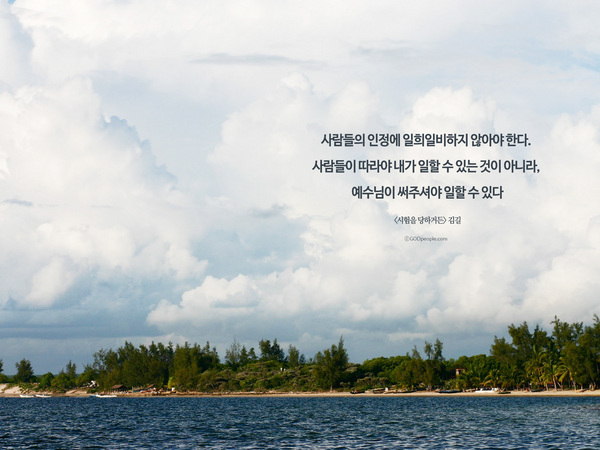 사람들의 인정에 일희일비하지 않아야 한다.
사람들이 따라야 내가 일할 수 있는 것이 아니라,
예수님이 써주셔야 일할 수 있다
<시험을 당하거든> 김길
ⓒGODpeople.com